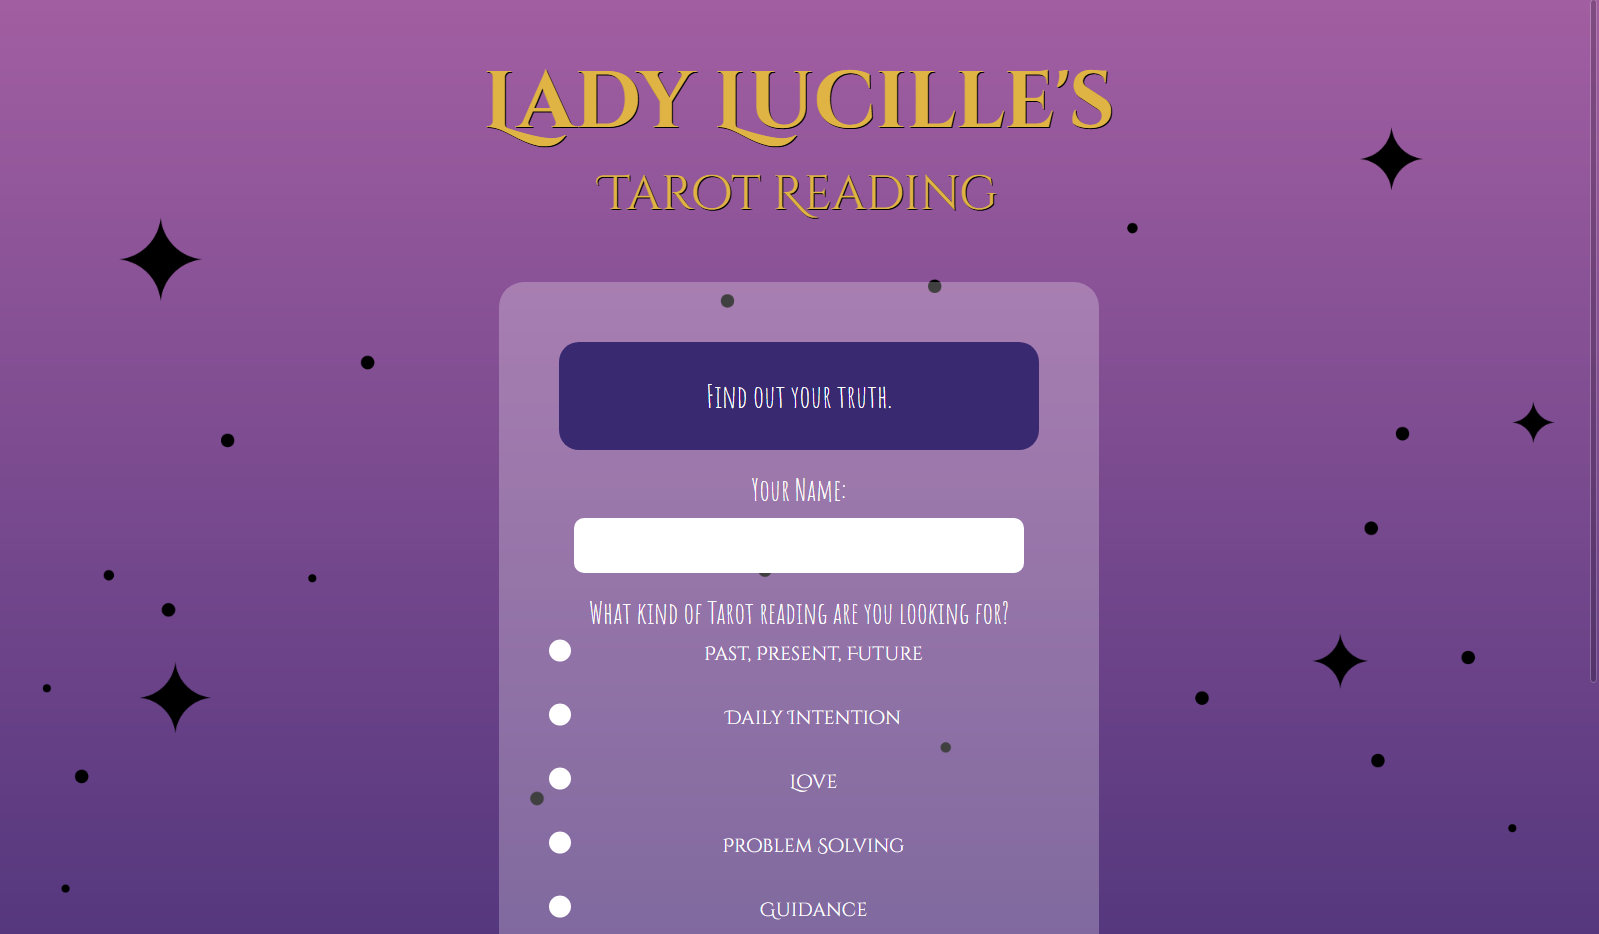 Lady Lucille's
Tarot Reading
Find out your truth.
Your Name:
What kind of Tarot reading are you looking for?
Past, Present, Future
Daily Intention
Love
Problem Solving
Guidance